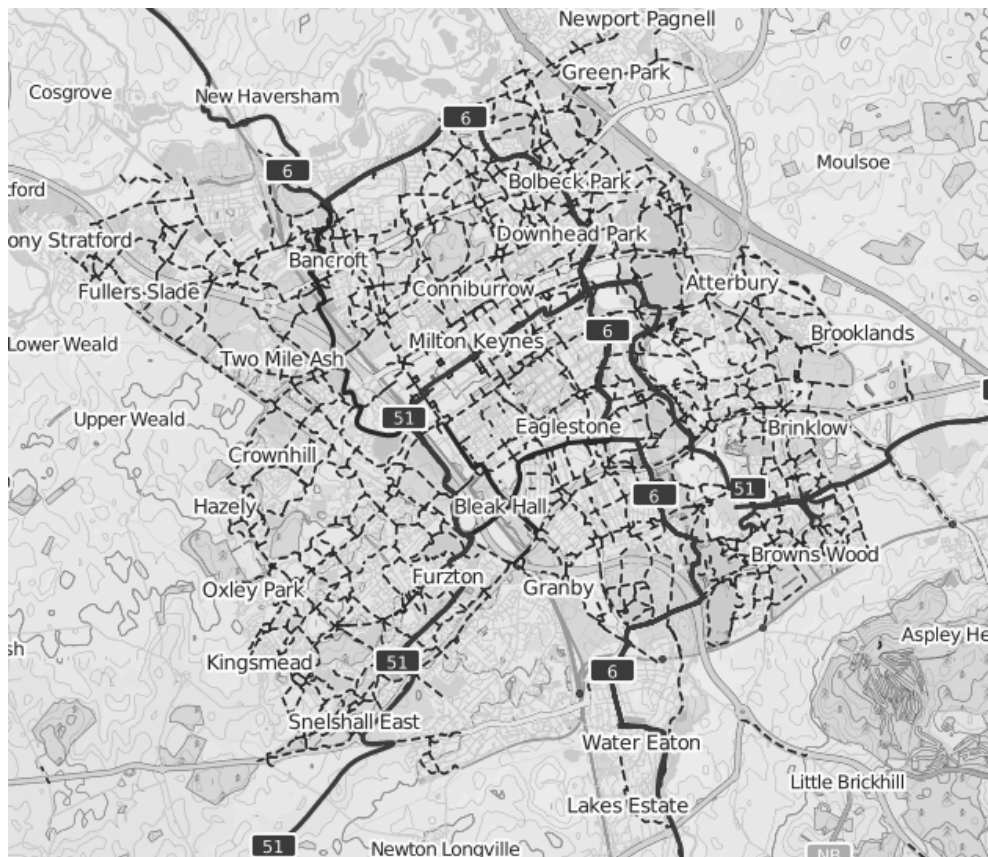 Newport Pagnell
Green Park
Cosgrove
New Haversham
6
Moulsoe
6
Bolbeck Park
Downhead Park
Bancroft
Atterbury
Fullers Slade
Conniburrow
6
Brooklands
Milton Keynes
Lower Weald
Two Mile Ash
51
Upper Weald
Eaglestone
Brinklow
Crownhill
51
6
Hazely
Bleak Hall
Browns Wood
Furzton
Oxley Park
Granby
Kingsmead
51
6
Snelshall East
Water Eaton
Little Brickhill
Lakes Estate
51
Newton Longville